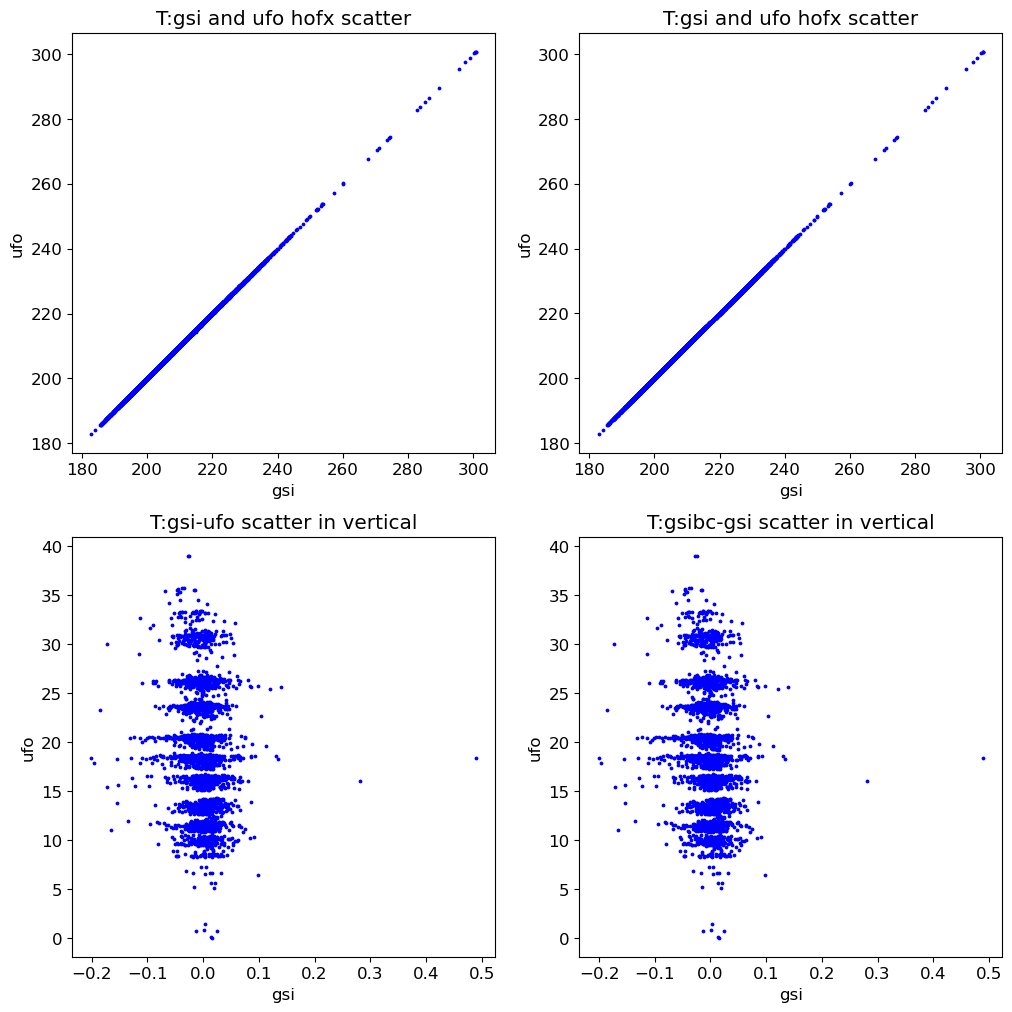 T:gsi and ufo hofx scatter
300
280
260
240
220
200
180
ufo
180 200 220 240 260 280 300
gsi
T:gsi and ufo hofx scatter
300
280
260
240
220
200
180
ufo
180 200 220 240 260 280 300
gsi
T:gsi-ufo scatter in vertical
40
35
30
25
20
15
10
5
0
ufo
−0.2 −0.1 0.0 0.1 0.2 0.3 0.4 0.5
gsi
T:gsibc-gsi scatter in vertical
40
35
30
25
20
15
10
5
0
ufo
−0.2 −0.1 0.0 0.1 0.2 0.3 0.4 0.5
gsi